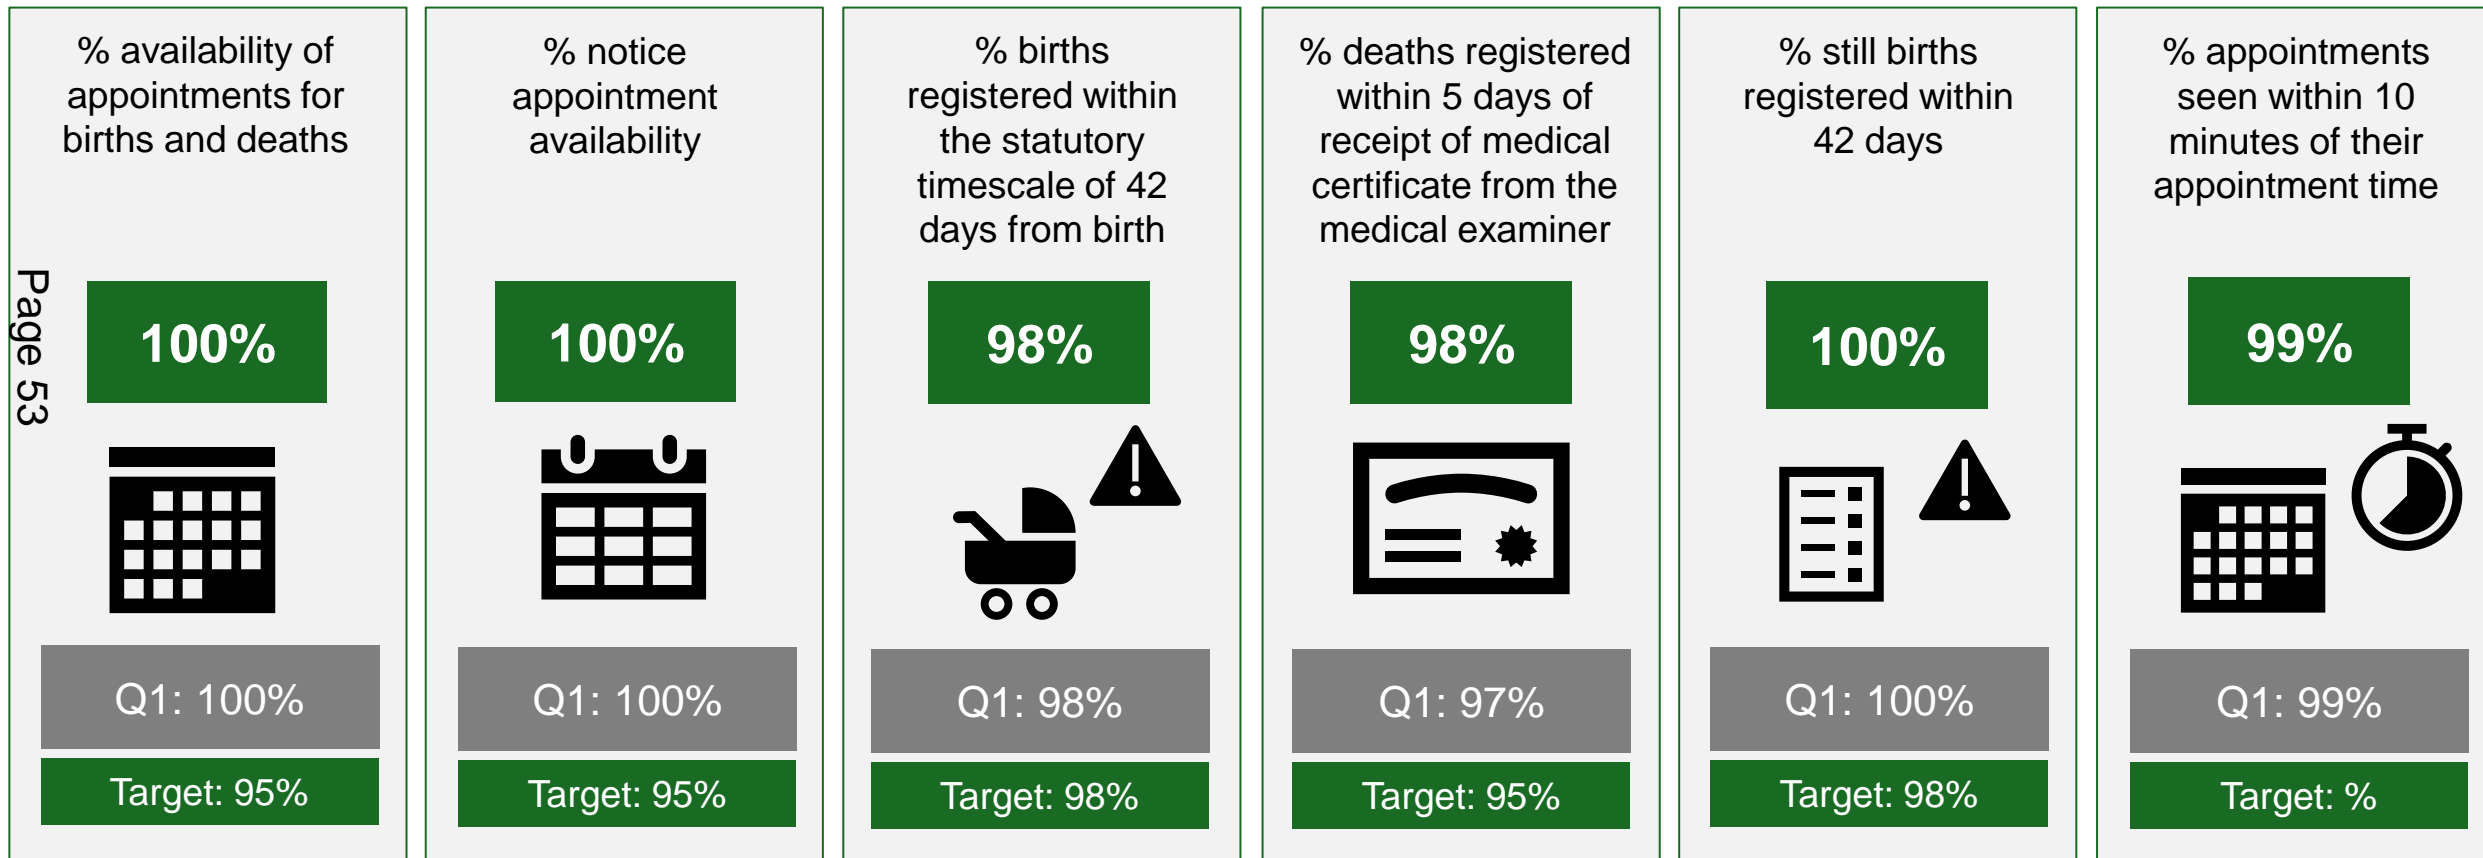 % availability of
appointments for
births and deaths
100%
Q1: 100%
Target: 95%
% notice
appointment
availability
100%
Q1: 100%
Target: 95%
% births
registered within
the statutory
timescale of 42
days from birth
98%
Q1: 98%
Target: 98%
% deaths registered
within 5 days of
receipt of medical
certificate from the
medical examiner
98%
Q1: 97%
Target: 95%
% still births
registered within
42 days
100%
Q1: 100%
Target: 98%
% appointments
seen within 10
minutes of their
appointment time
99%
Q1: 99%
Target: %
Page 53